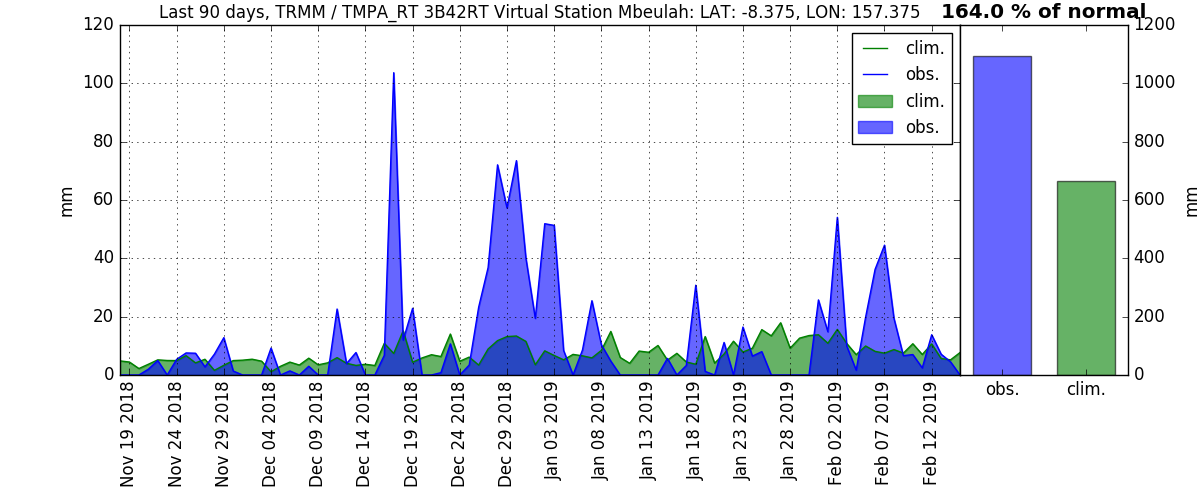 Last 90 days, TRMM / TMPA_RT 3B42RT Virtual Station Mbeulah: LAT: -8.375, LON: 157.375
164.0 % of normal
120
100
80
60
40
20
0
mm
clim.
obs.
clim.
obs.
Nov 19 2018
Nov 24 2018
Nov 29 2018
Dec 04 2018
Dec 09 2018
Dec 14 2018
Dec 19 2018
Dec 24 2018
Dec 29 2018
Jan 03 2019
Jan 08 2019
Jan 13 2019
Jan 18 2019
Jan 23 2019
Jan 28 2019
Feb 02 2019
Feb 07 2019
Feb 12 2019
1200
1000
800
600
400
200
0
mm
obs.
clim.